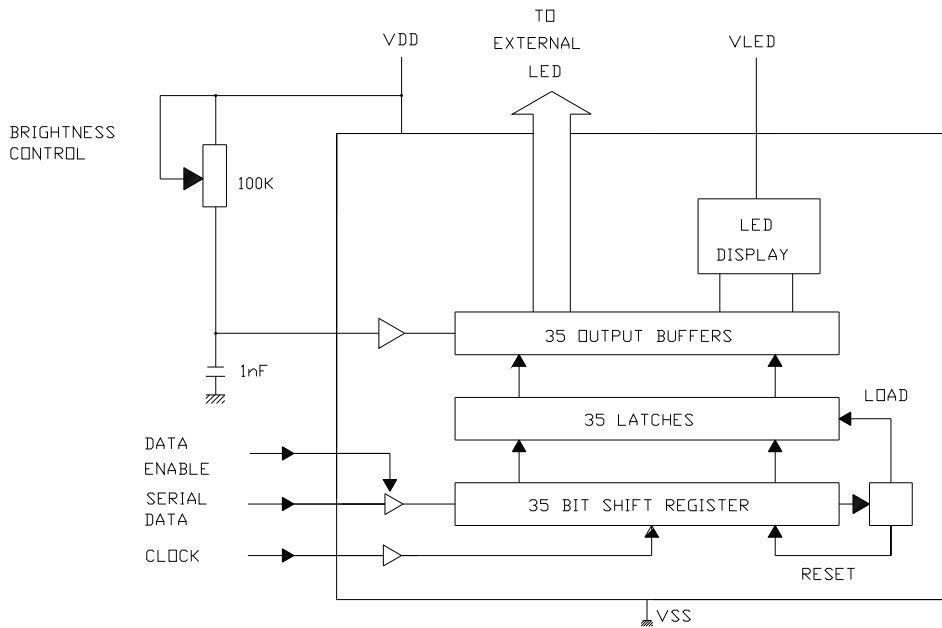 TO
EXTERNAL
LED
VDD
VLED
BRIGHTNESS
CONTROL
100K
LED
DISPLAY
35 OUTPUT BUFFERS
1nF
LOAD
35 LATCHES
DATA
ENABLE
SERIAL
DATA
35 BIT SHIFT REGISTER
CLOCK
RESET
VSS